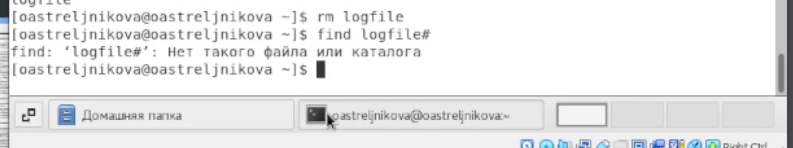 logfile
[oastreljnikova@oastreljnikova ~]$ rm logfile
[oastreljnikova@oastreljnikova ~]$ find logfile#
find: ‘logfile#’: Нет такого файла или каталога
[oastreljnikova@oastreljnikova ~]$
Домашняя папка
oastreljnikova@oastreljnikova:~
Right Ctrl